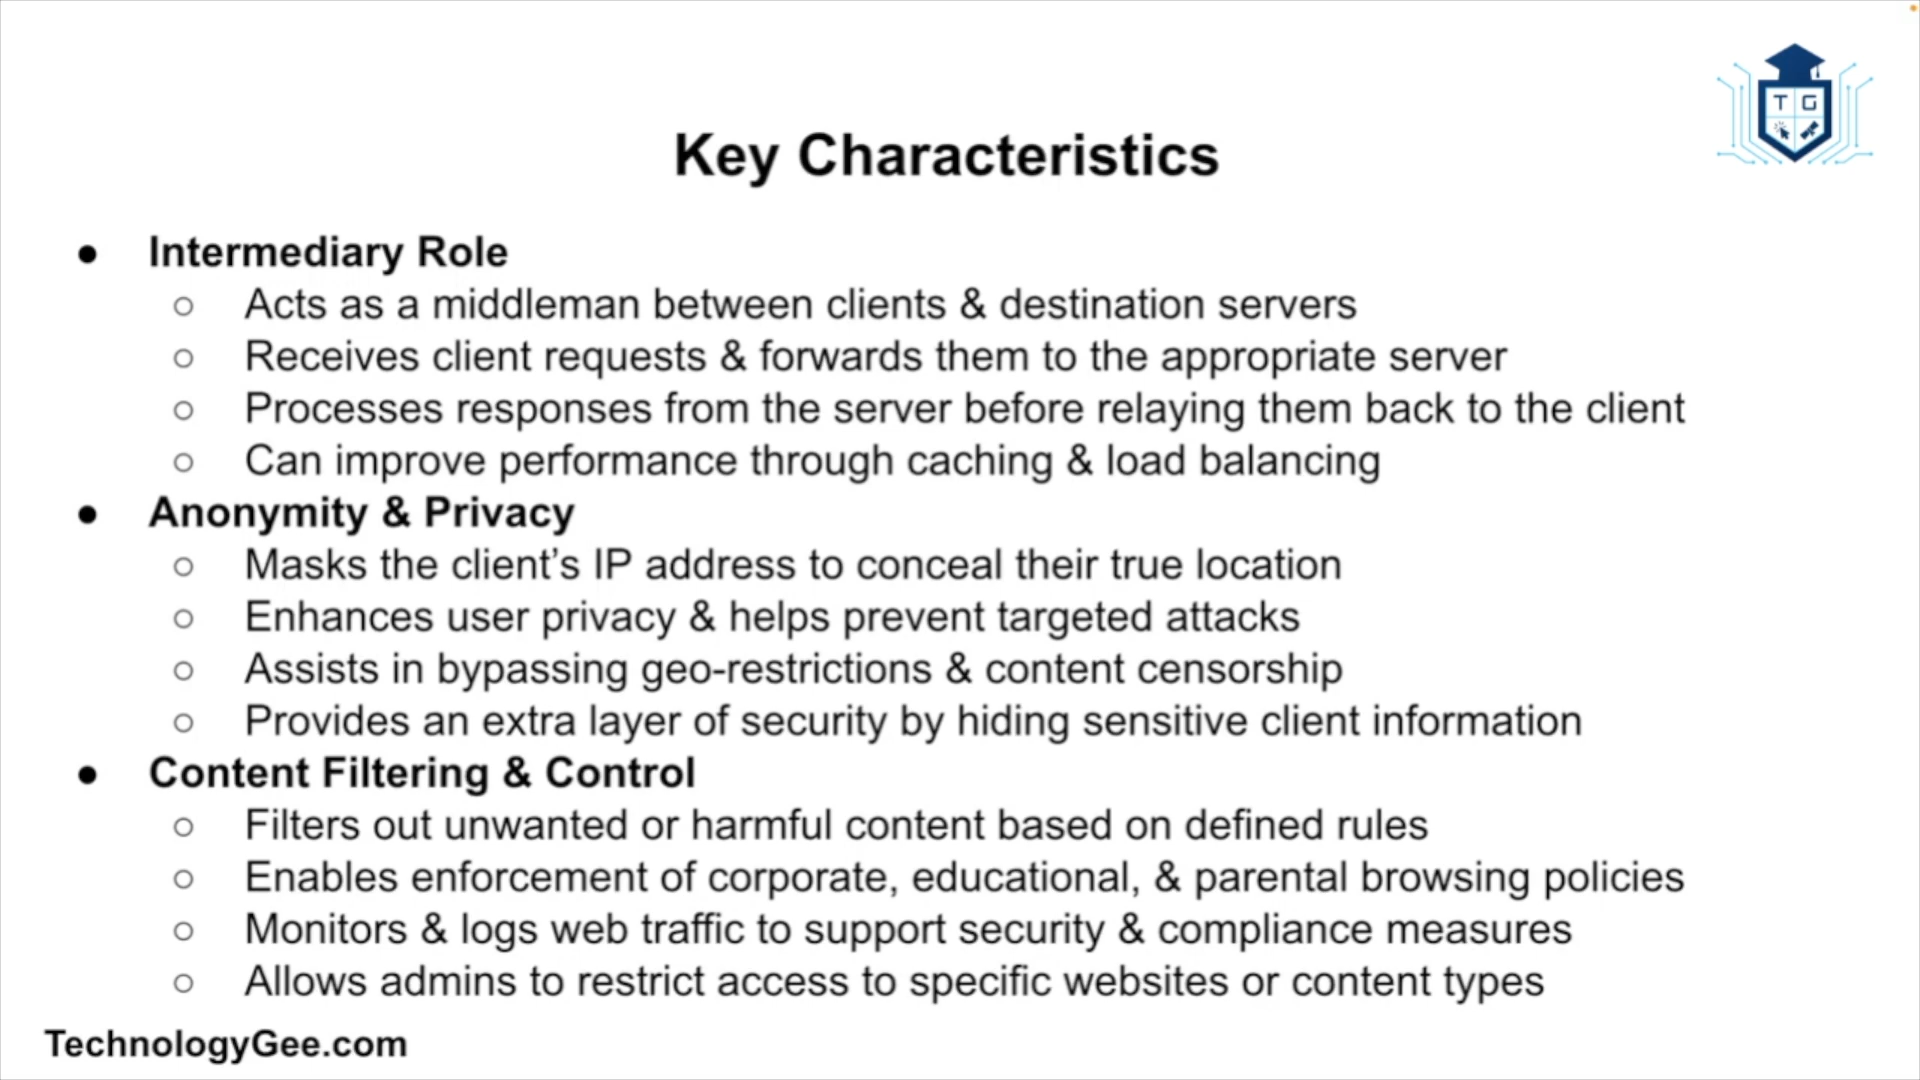 T G
Key Characteristics
● Intermediary Role
○ Acts as a middleman between clients & destination servers
○ Receives client requests & forwards them to the appropriate server
○ Processes responses from the server before relaying them back to the client
○ Can improve performance through caching & load balancing
● Anonymity & Privacy
○ Masks the client’s IP address to conceal their true location
○ Enhances user privacy & helps prevent targeted attacks
○ Assists in bypassing geo-restrictions & content censorship
○ Provides an extra layer of security by hiding sensitive client information
● Content Filtering & Control
○ Filters out unwanted or harmful content based on defined rules
○ Enables enforcement of corporate, educational, & parental browsing policies
○ Monitors & logs web traffic to support security & compliance measures
○ Allows admins to restrict access to specific websites or content types
TechnologyGee.com